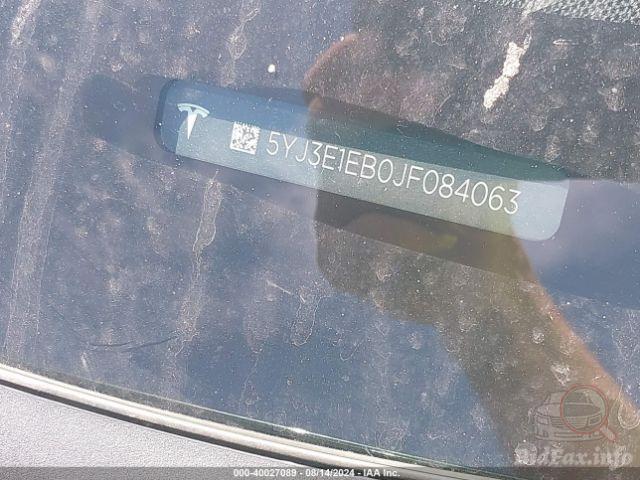 5YJ3E1EB0JF084063
BidFax.info
000-40027089 - 08/14/2024 - IAA Inc.